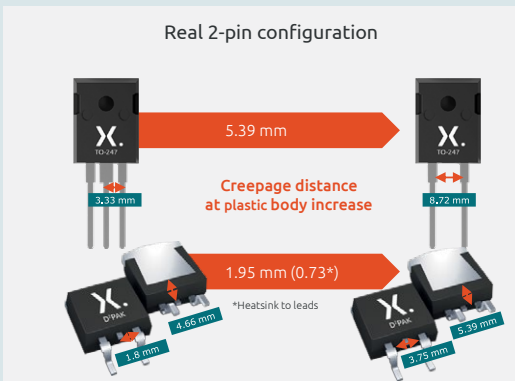 Real 2-pin configuration
X.
TO-247
5.39 mm
X.
TO-247
3.33 mm
Creepage distance
at plastic body increase
8.72 mm
1.95 mm (0.73*)
*Heatsink to leads
X.
D²PAK
4.66 mm
1.8 mm
X.
D²PAK
5.39 mm
3.75 mm